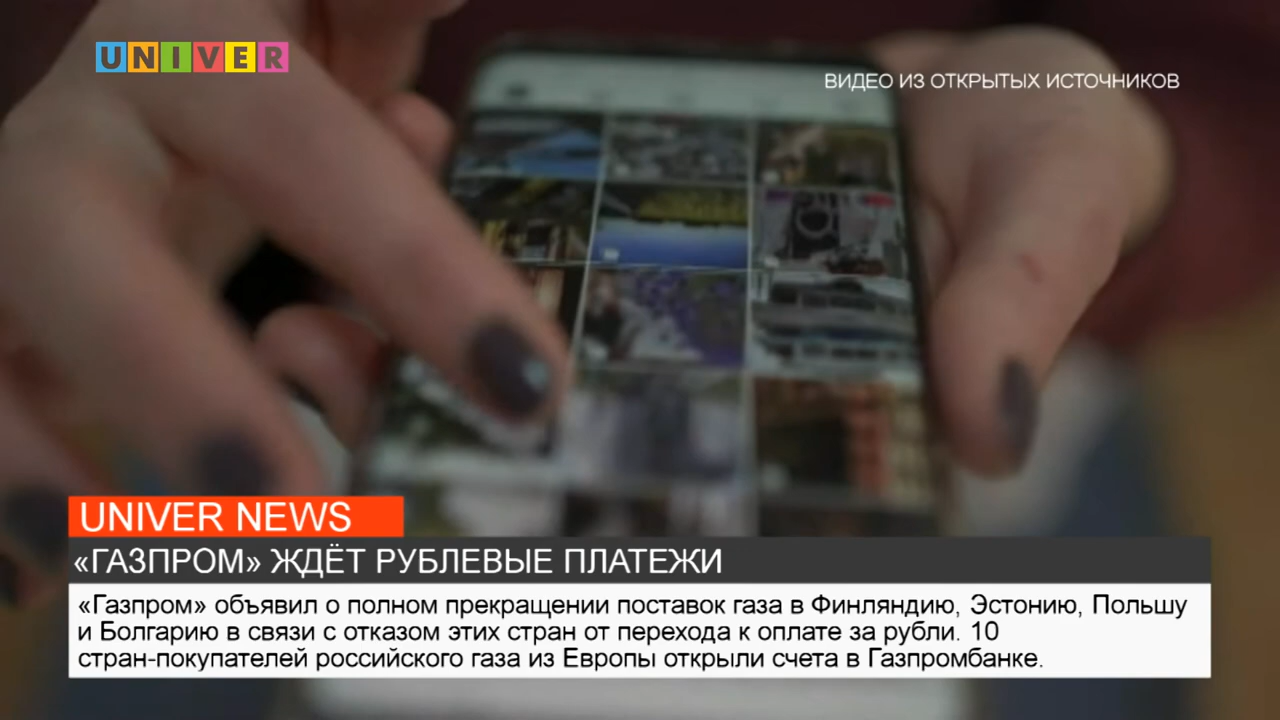 UNIVER
ВИДЕО ИЗ ОТКРЫТЫХ ИСТОЧНИКОВ
UNIVER NEWS
«ГАЗПРОМ» ЖДЁТ РУБЛЕВЫЕ ПЛАТЕЖИ
«Газпром» объявил о полном прекращении поставок газа в Финляндию, Эстонию, Польшу
и Болгарию в связи с отказом этих стран от перехода к оплате за рубли. 10
стран-покупателей российского газа из Европы открыли счета в Газпромбанке.